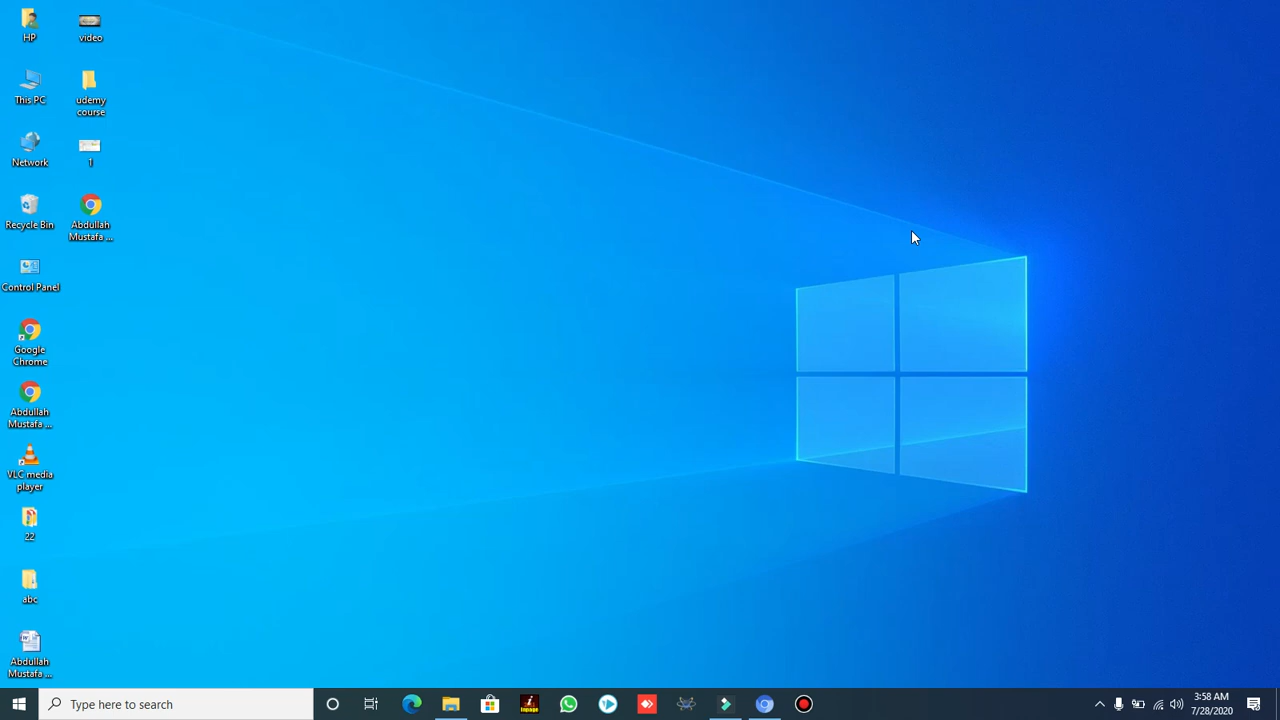 HP
video
This PC
udemy
course
Network
1
Recycle Bin
Abdullah
Mustafa ...
Control Panel
Google
Chrome
Abdullah
Mustafa ...
VLC media
player
22
abc
Abdullah
Mustafa ...
Type here to search
inpage
3:58 AM
7/28/2020